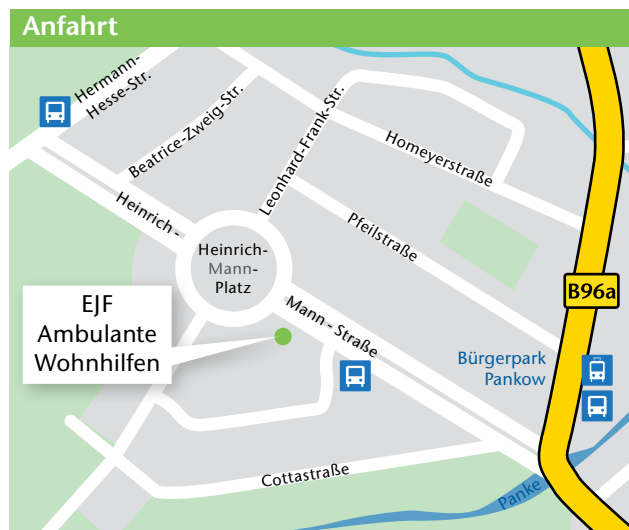 Anfahrt
Hermann-
Hesse-Str.
Beatrice-Zweig-Str.
Leonhard-Frank-Str.
Homeyerstraße
Heinrich -
Pfeilstraße
Heinrich-
Mann-
Platz
B96a
EJF
Ambulante
Wohnhilfen
Mann - Straße
Bürgerpark
Pankow
Cottastraße
Panke